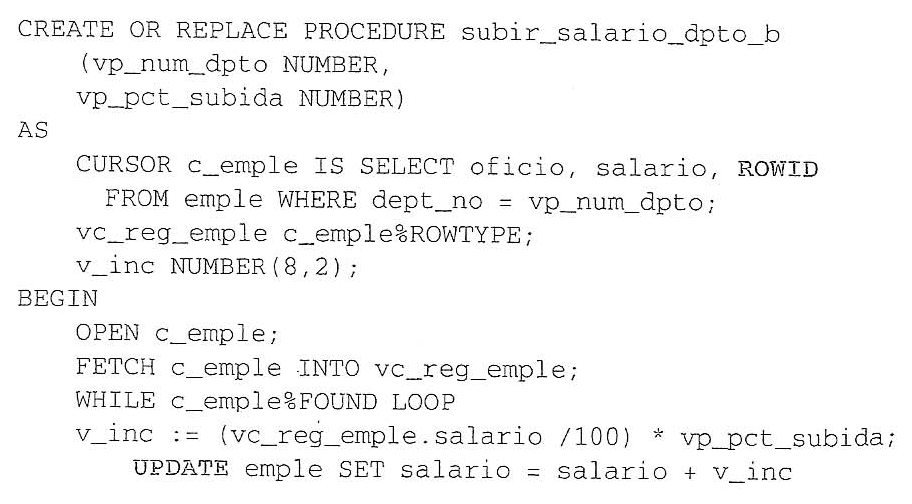 CREATE OR REPLACE PROCEDURE subir_salario_dpto_b
(vp_num_dpto NUMBER,
vp_pct_subida NUMBER)
AS
CURSOR c_emple IS SELECT oficio, salario, ROWID
FROM emple WHERE dept_no = vp_num_dpto;
vc_reg_emple c_emple%ROWTYPE;
v_inc NUMBER(8,2);
BEGIN
OPEN c_emple;
FETCH c_emple INTO vc_reg_emple;
WHILE c_emple%FOUND LOOP
v_inc := (vc_reg_emple.salario /100) * vp_pct_subida;
UPDATE emple SET salario = salario + v_inc